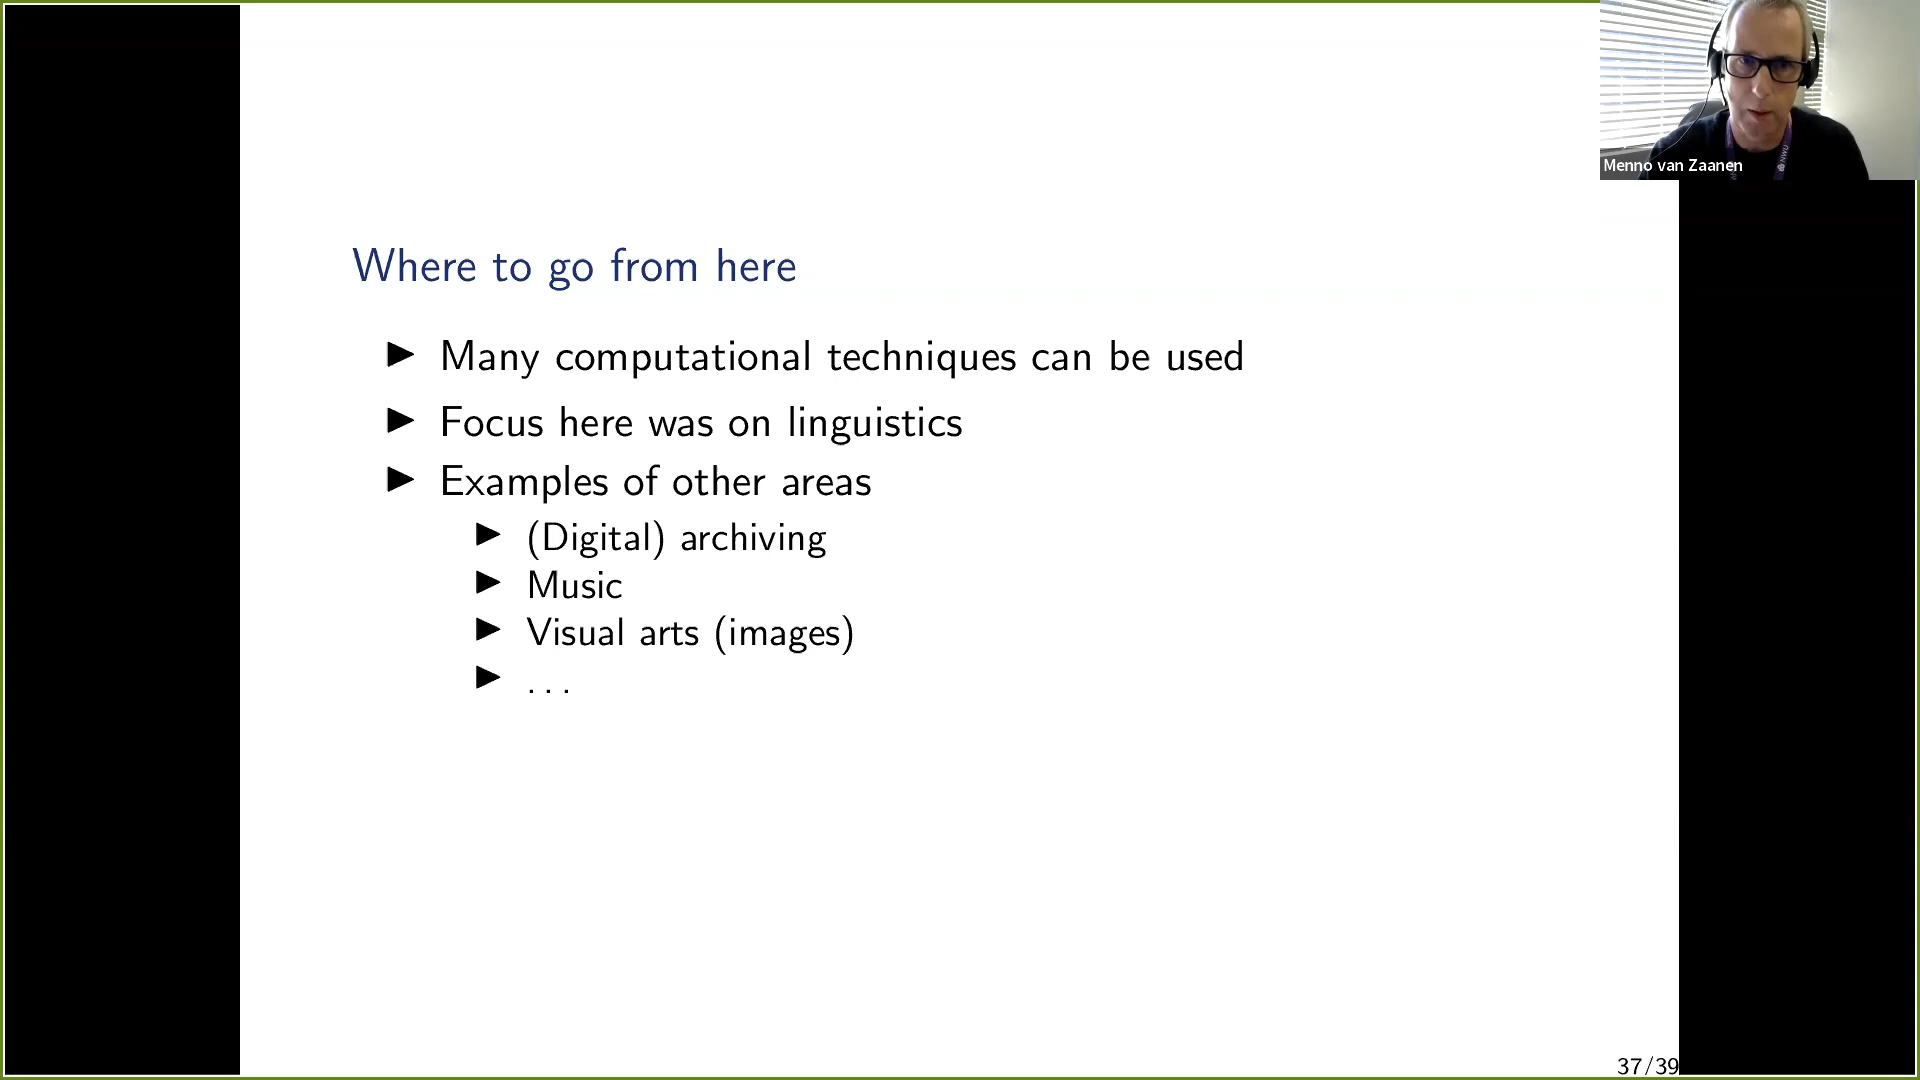 Where to go from here
▶ Many computational techniques can be used
▶ Focus here was on linguistics
▶ Examples of other areas
▶ (Digital) archiving
▶ Music
▶ Visual arts (images)
▶ . . .
37/39
Menno van Zaanen
NWU